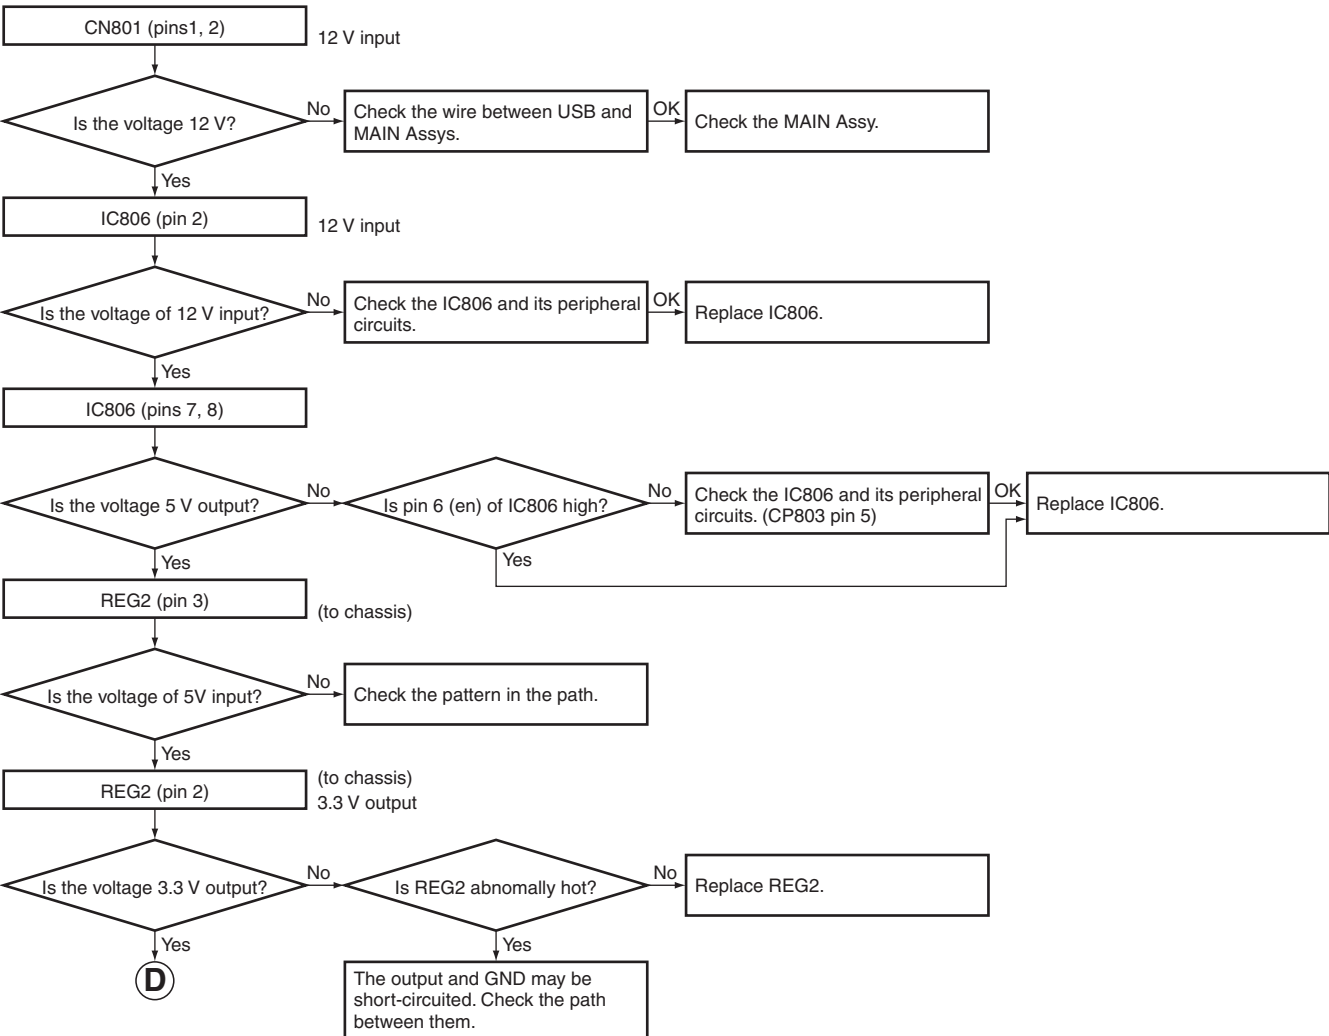 CN801 (pins1, 2)
12 V input
Is the voltage 12 V?
No
Check the wire between USB and
MAIN Assys.
OK
Check the MAIN Assy.
Yes
IC806 (pin 2)
12 V input
Is the voltage of 12 V input?
No
Check the IC806 and its peripheral
circuits.
OK
Replace IC806.
Yes
IC806 (pins 7, 8)
Is the voltage 5 V output?
No
Is pin 6 (en) of IC806 high?
No
Check the IC806 and its peripheral
circuits. (CP803 pin 5)
OK
Replace IC806.
Yes
Yes
REG2 (pin 3)
(to chassis)
Is the voltage of 5V input?
No
Check the pattern in the path.
Yes
REG2 (pin 2)
(to chassis)
3.3 V output
Is the voltage 3.3 V output?
No
Is REG2 abnomally hot?
No
Replace REG2.
Yes
Yes
D
The output and GND may be
short-circuited. Check the path
between them.